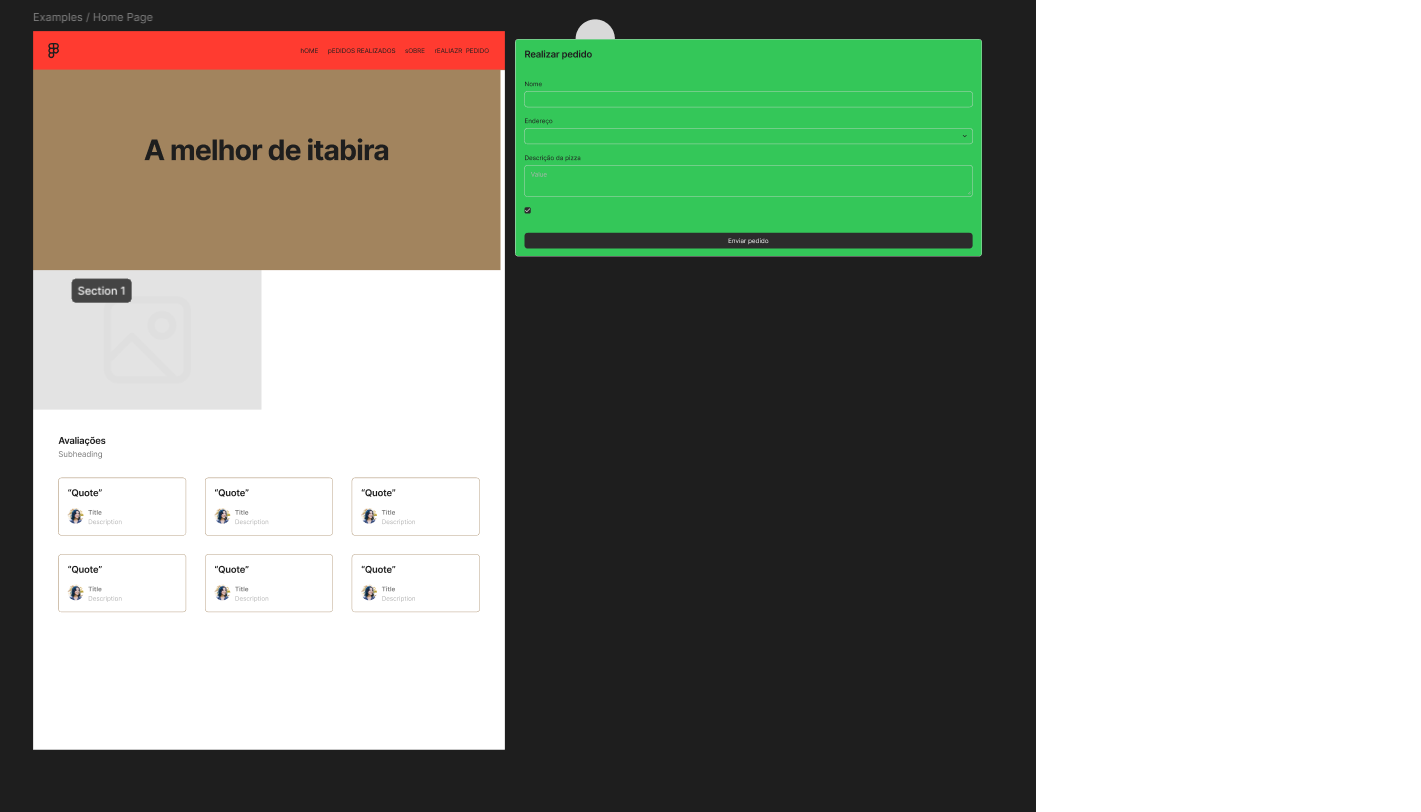 Examples / Home Page
hOME pEDIDOS REALIZADOS sOBRE rEALIAZR PEDIDO
A melhor de itabira
Section 1
Avaliações
Subheading
“Quote”
Title
Description
“Quote”
Title
Description
“Quote”
Title
Description
“Quote”
Title
Description
“Quote”
Title
Description
“Quote”
Title
Description
Realizar pedido
Nome
Endereço
Descrição da pizza
Value
Enviar pedido